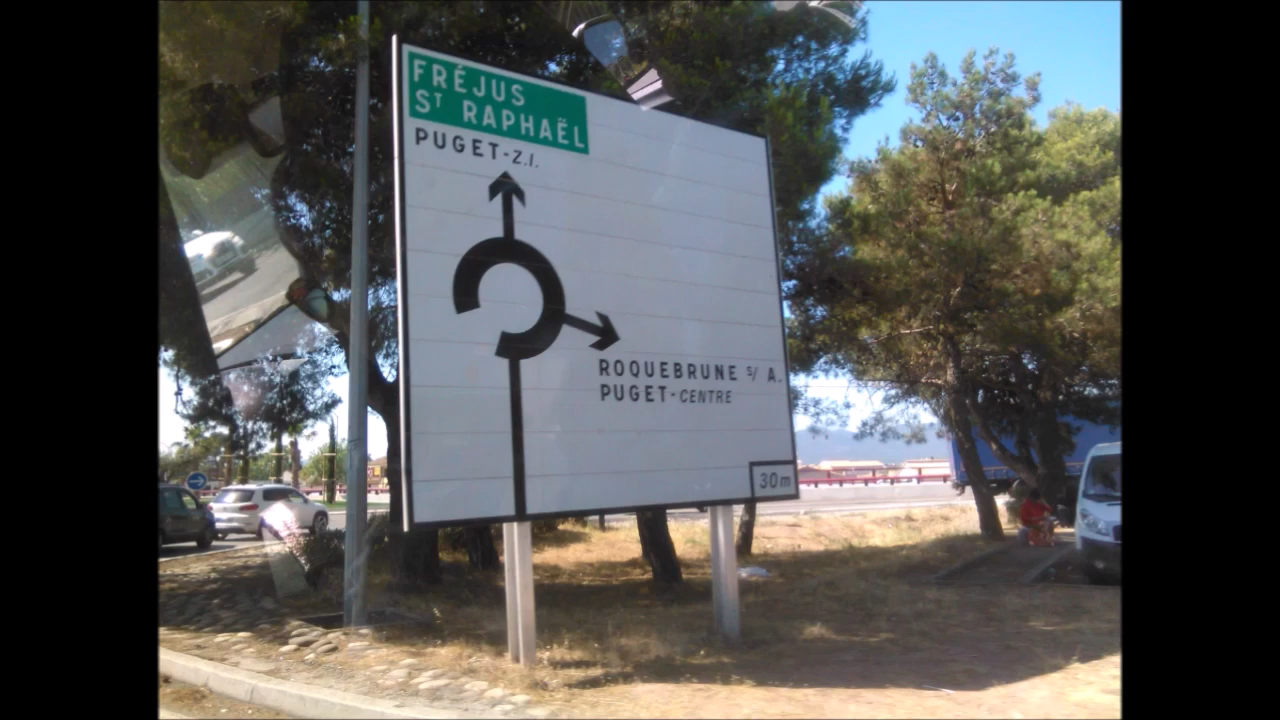 FRÉJUS
Sᵀ RAPHAËL
PUGET-Z.I.
ROQUEBRUNE s/ A.
PUGET-CENTRE
30m